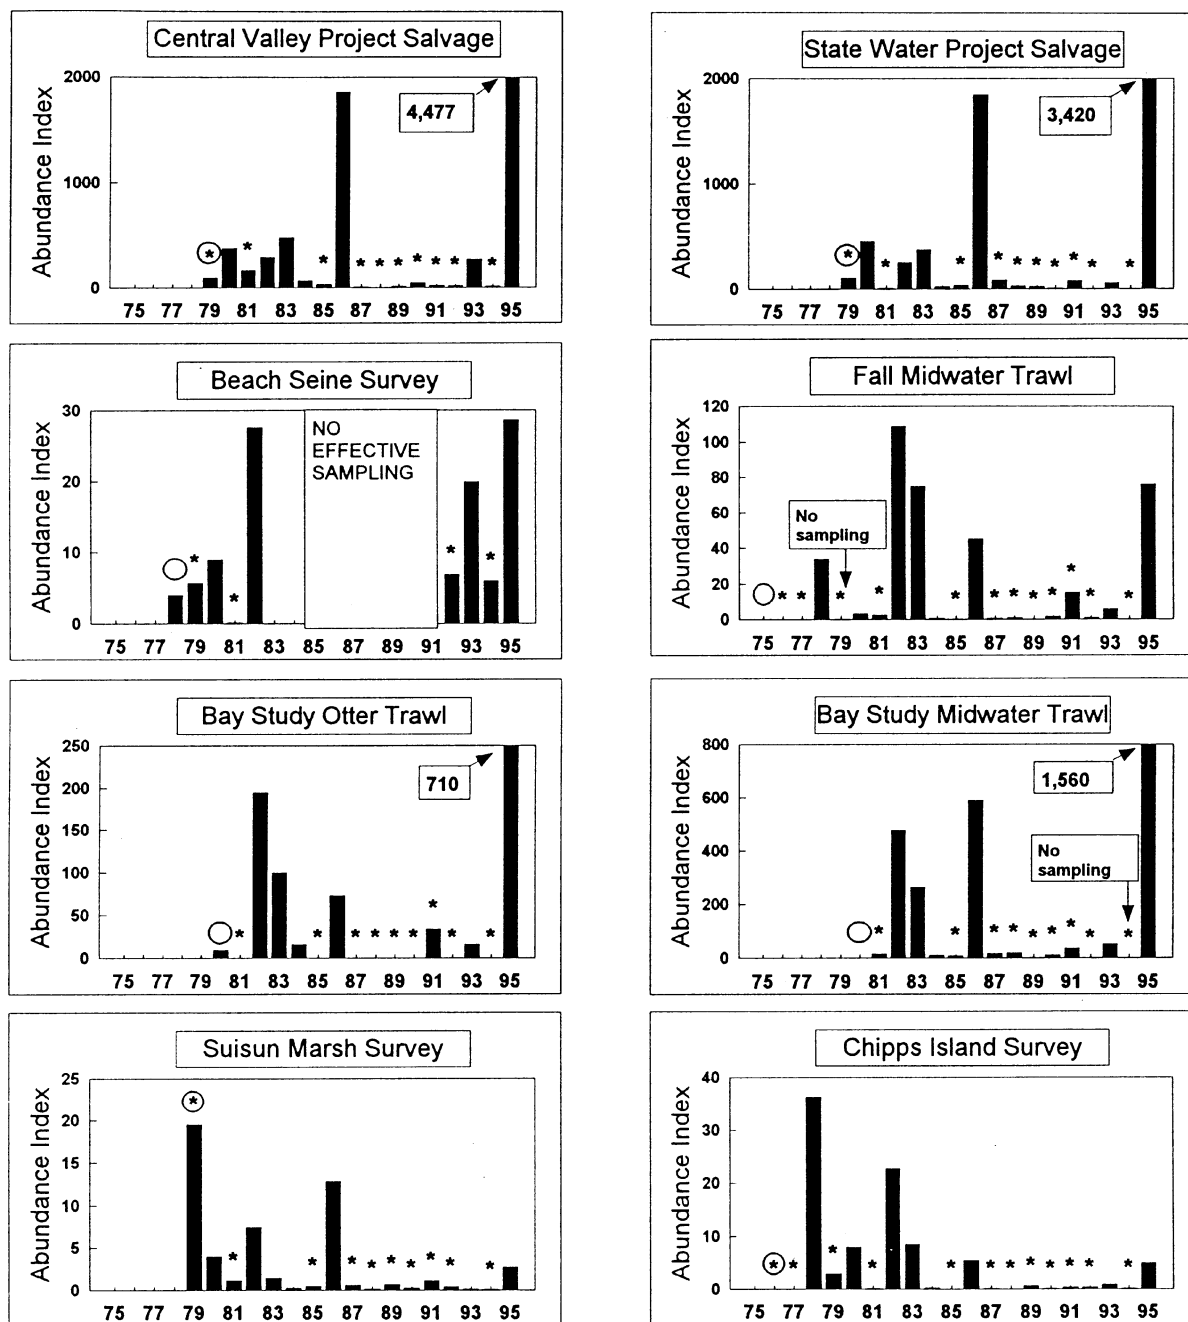 Central Valley Project Salvage
Abundance Index
2000
1000
0
4,477
* * * * * * * * * *
75 77 79 81 83 85 87 89 91 93 95
State Water Project Salvage
Abundance Index
2000
1000
0
3,420
* * * * * * * * * *
75 77 79 81 83 85 87 89 91 93 95
Beach Seine Survey
Abundance Index
30
20
10
0
NO
EFFECTIVE
SAMPLING
* * * *
75 77 79 81 83 85 87 89 91 93 95
Fall Midwater Trawl
Abundance Index
120
100
80
60
40
20
0
No
sampling
* * * * * * * * * * * *
75 77 79 81 83 85 87 89 91 93 95
Bay Study Otter Trawl
Abundance Index
250
200
150
100
50
0
710
* * * * * * * * *
75 77 79 81 83 85 87 89 91 93 95
Bay Study Midwater Trawl
Abundance Index
800
600
400
200
0
1,560
No
sampling
* * * * * * * * *
75 77 79 81 83 85 87 89 91 93 95
Suisun Marsh Survey
Abundance Index
25
20
15
10
5
0
* * * * * * * * * *
75 77 79 81 83 85 87 89 91 93 95
Chipps Island Survey
Abundance Index
40
30
20
10
0
* * * * * * * * * * * *
75 77 79 81 83 85 87 89 91 93 95